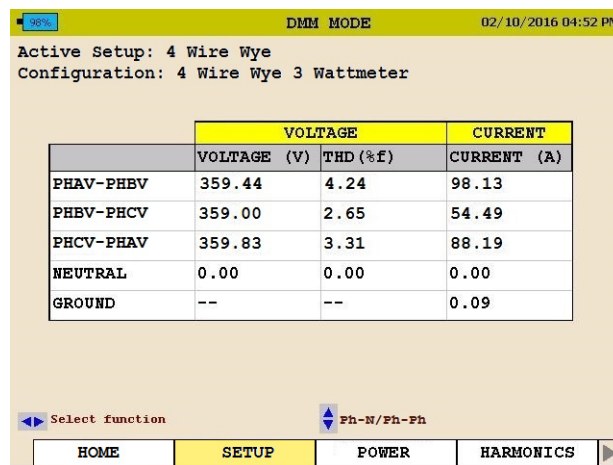 98% DMM MODE 02/10/2016 04:52 PM
Active Setup: 4 Wire Wye
Configuration: 4 Wire Wye 3 Wattmeter
VOLTAGE CURRENT
VOLTAGE (V) THD(%f) CURRENT (A)
PHAV-PHBV 359.44 4.24 98.13
PHBV-PHCV 359.00 2.65 54.49
PHCV-PHAV 359.83 3.31 88.19
NEUTRAL 0.00 0.00 0.00
GROUND -- -- 0.09
Select function Ph-N/Ph-Ph
HOME SETUP POWER HARMONICS